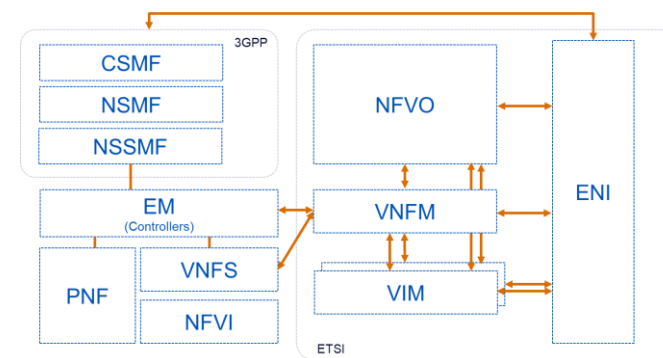 3GPP
CSMF
NSMF
NSSMF
EM
(Controllers)
PNF
VNFS
NFVI
NFVO
VNFM
VIM
ENI
ETSI